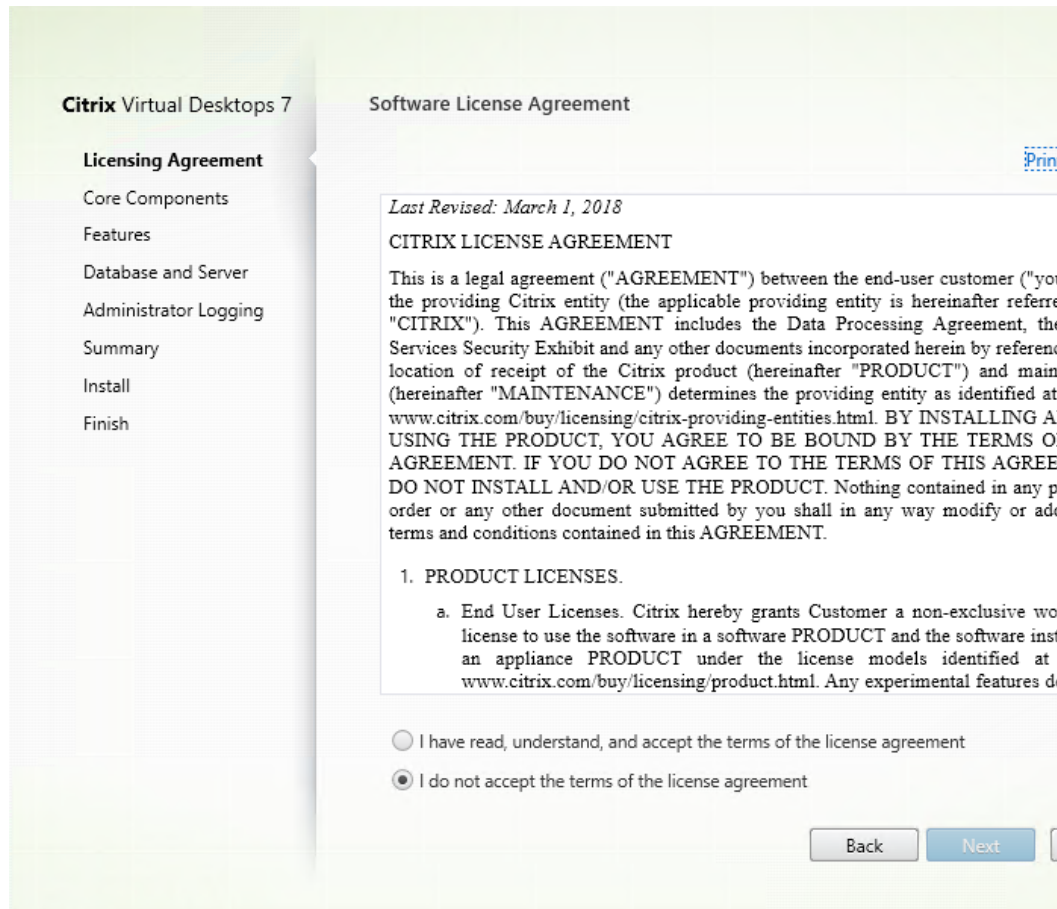 Citrix Virtual Desktops 7
Licensing Agreement
Core Components
Features
Database and Server
Administrator Logging
Summary
Install
Finish
Software License Agreement
Last Revised: March 1, 2018
CITRIX LICENSE AGREEMENT
This is a legal agreement ("AGREEMENT") between the end-user customer ("you
the providing Citrix entity (the applicable providing entity is hereinafter
"CITRIX"). This AGREEMENT includes the Data Processing Agreement,
Services Security Exhibit and any other documents incorporated herein by
location of receipt of the Citrix product (hereinafter "PRODUCT") and
(hereinafter "MAINTENANCE") determines the providing entity as identified at
www.citrix.com/buy/licensing/citrix-providing-entities.html. BY INSTALLING
USING THE PRODUCT, YOU AGREE TO BE BOUND BY THE TERMS
AGREEMENT. IF YOU DO NOT AGREE TO THE TERMS OF THIS
DO NOT INSTALL AND/OR USE THE PRODUCT. Nothing contained in any
order or any other document submitted by you shall in any way modify or
terms and conditions contained in this AGREEMENT.
1. PRODUCT LICENSES.
a. End User Licenses. Citrix hereby grants Customer a non-exclusive
license to use the software in a software PRODUCT and the software
an appliance PRODUCT under the license models identified at
www.citrix.com/buy/licensing/product.html. Any experimental features
I have read, understand, and accept the terms of the license agreement
I do not accept the terms of the license agreement
Back
Next